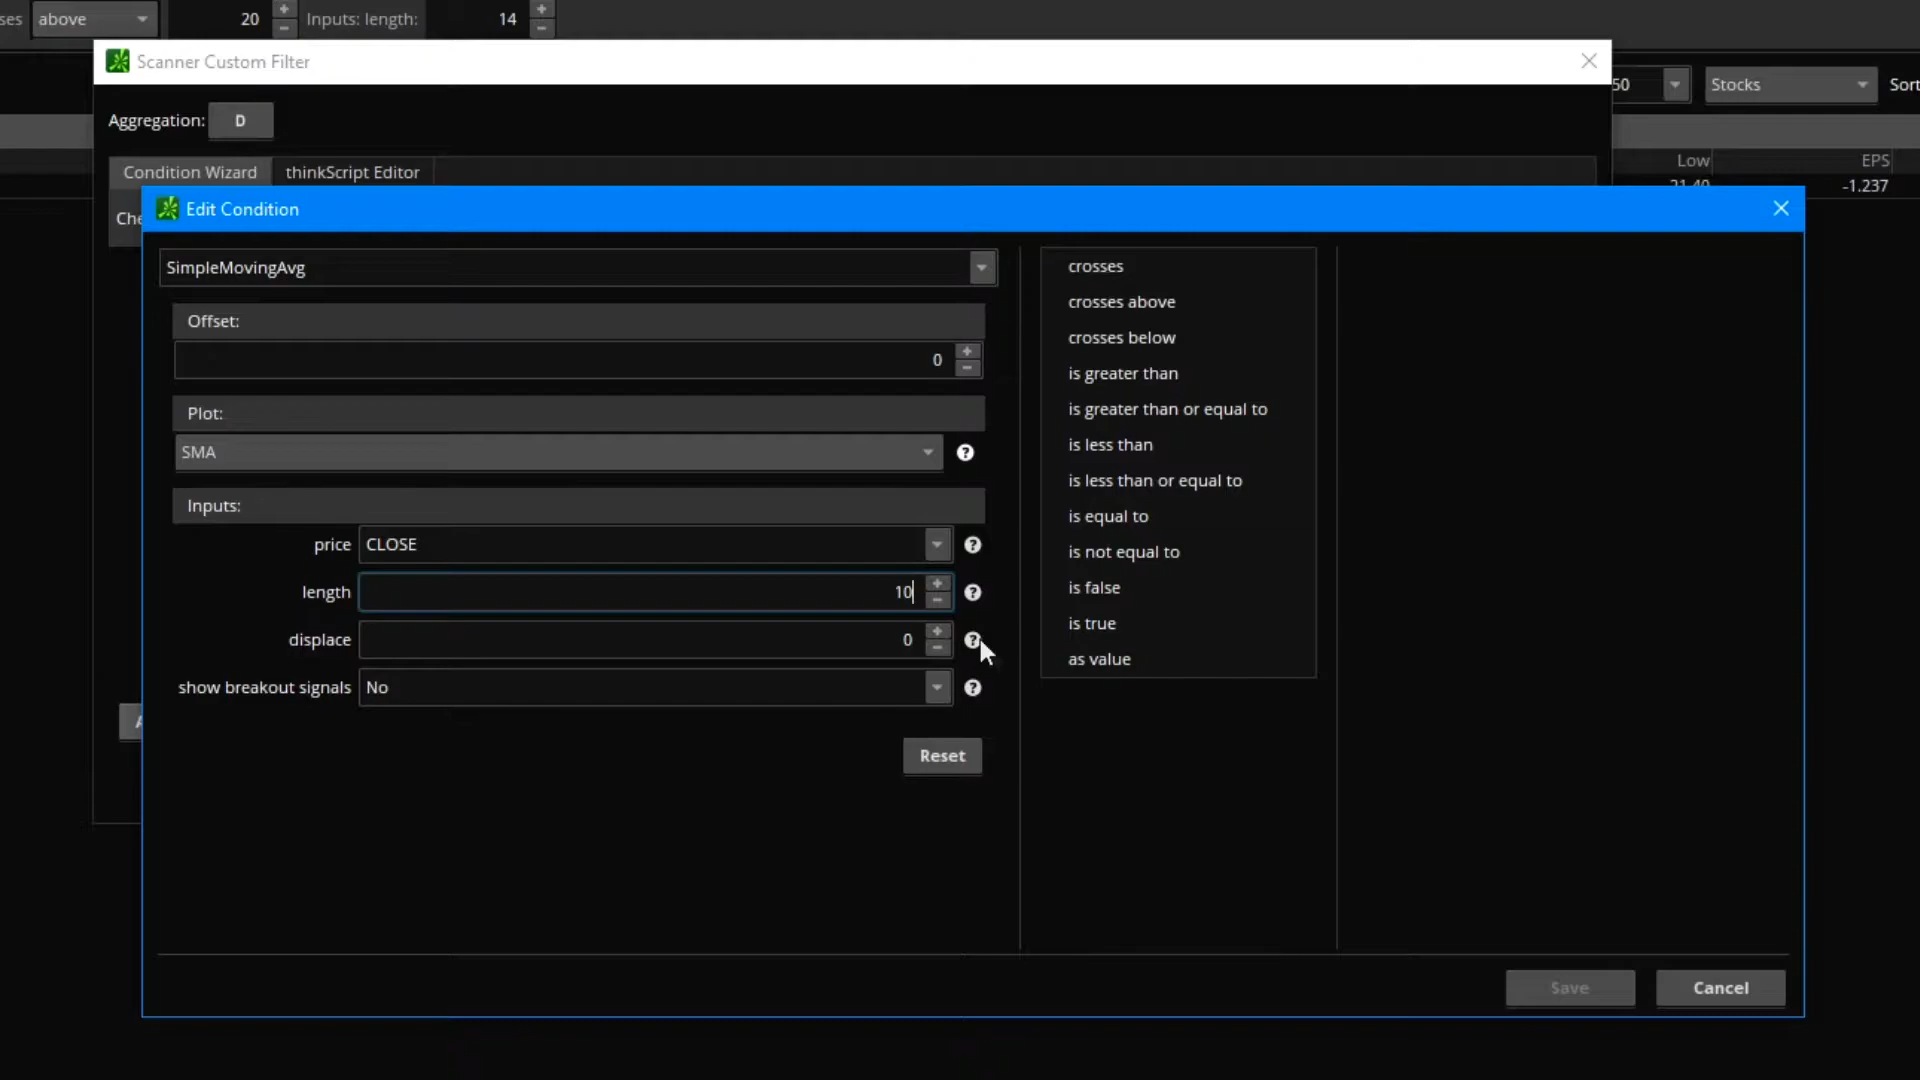 ses above 20 Inputs: length: 14
Scanner Custom Filter
50 Stocks Sort
Aggregation: D
Low EPS
Condition Wizard thinkScript Editor
21.40 -1.237
Edit Condition
Che
SimpleMovingAvg
Offset:
0
Plot:
SMA
Inputs:
price CLOSE
length 10
displace 0
show breakout signals No
Reset
crosses
crosses above
crosses below
is greater than
is greater than or equal to
is less than
is less than or equal to
is equal to
is not equal to
is false
is true
as value
A
Save Cancel